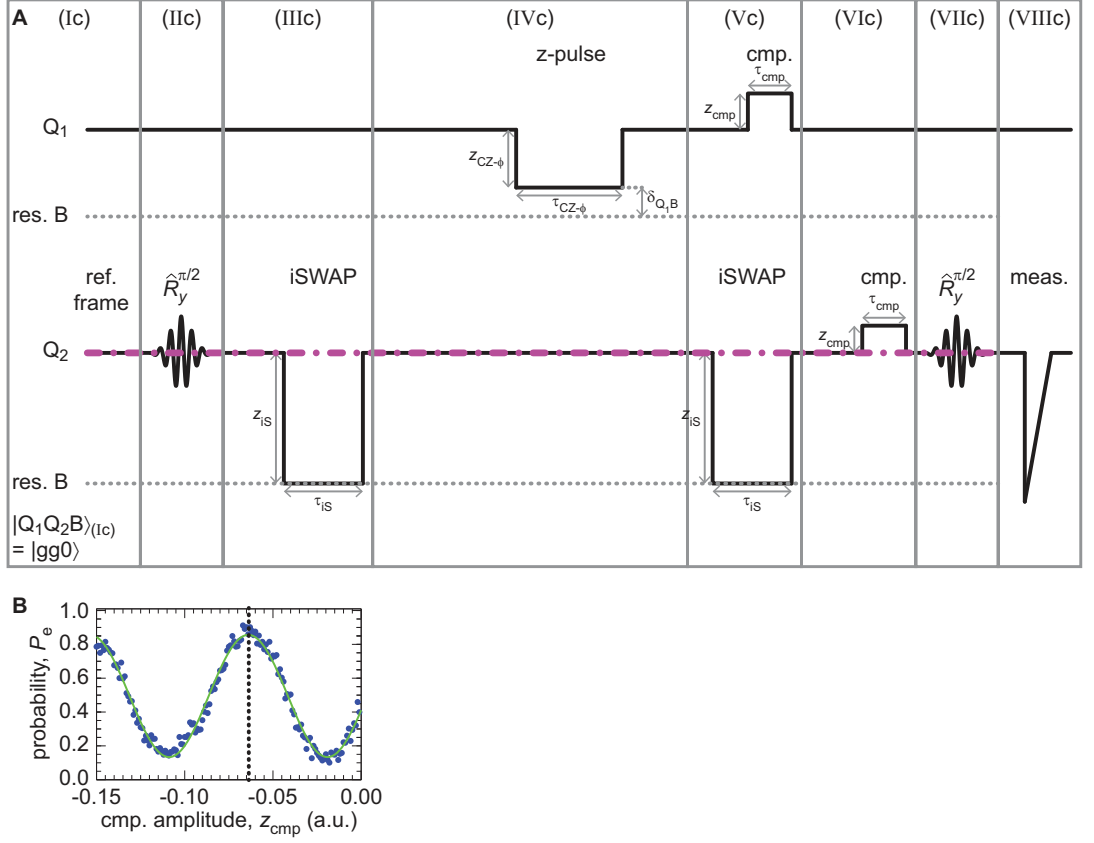 A
(Ic) (IIc) (IIIc) (IVc) (Vc) (VIc) (VIIc) (VIIIc)
z-pulse cmp.
τcmp
zcmp
Q1
zCZ-φ
τCZ-φ
δQ1B
res. B
ref. frame
R̂yπ/2
iSWAP
iSWAP
cmp.
τcmp
R̂yπ/2
meas.
zcmp
Q2
ziS
ziS
res. B
τiS
τiS
|Q1Q2B⟩(Ic)
= |gg0⟩
B
probability, Pe
1.0
0.8
0.6
0.4
0.2
0.0
-0.15 -0.10 -0.05 0.00
cmp. amplitude, zcmp (a.u.)